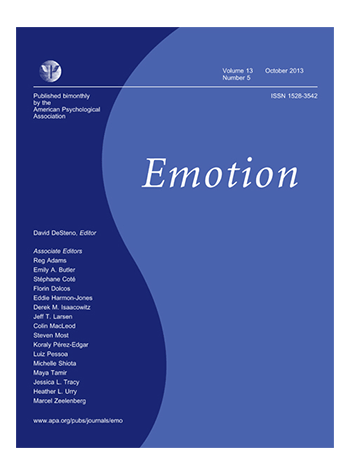 Volume 13 October 2013
Number 5
Published bimonthly
by the
American Psychological
Association
ISSN 1528-3542
Emotion
David DeSteno, Editor
Associate Editors
Reg Adams
Emily A. Butler
Stéphane Coté
Florin Dolcos
Eddie Harmon-Jones
Derek M. Isaacowitz
Jeff T. Larsen
Colin MacLeod
Steven Most
Koraly Pérez-Edgar
Luiz Pessoa
Michelle Shiota
Maya Tamir
Jessica L. Tracy
Heather L. Urry
Marcel Zeelenberg
www.apa.org/pubs/journals/emo